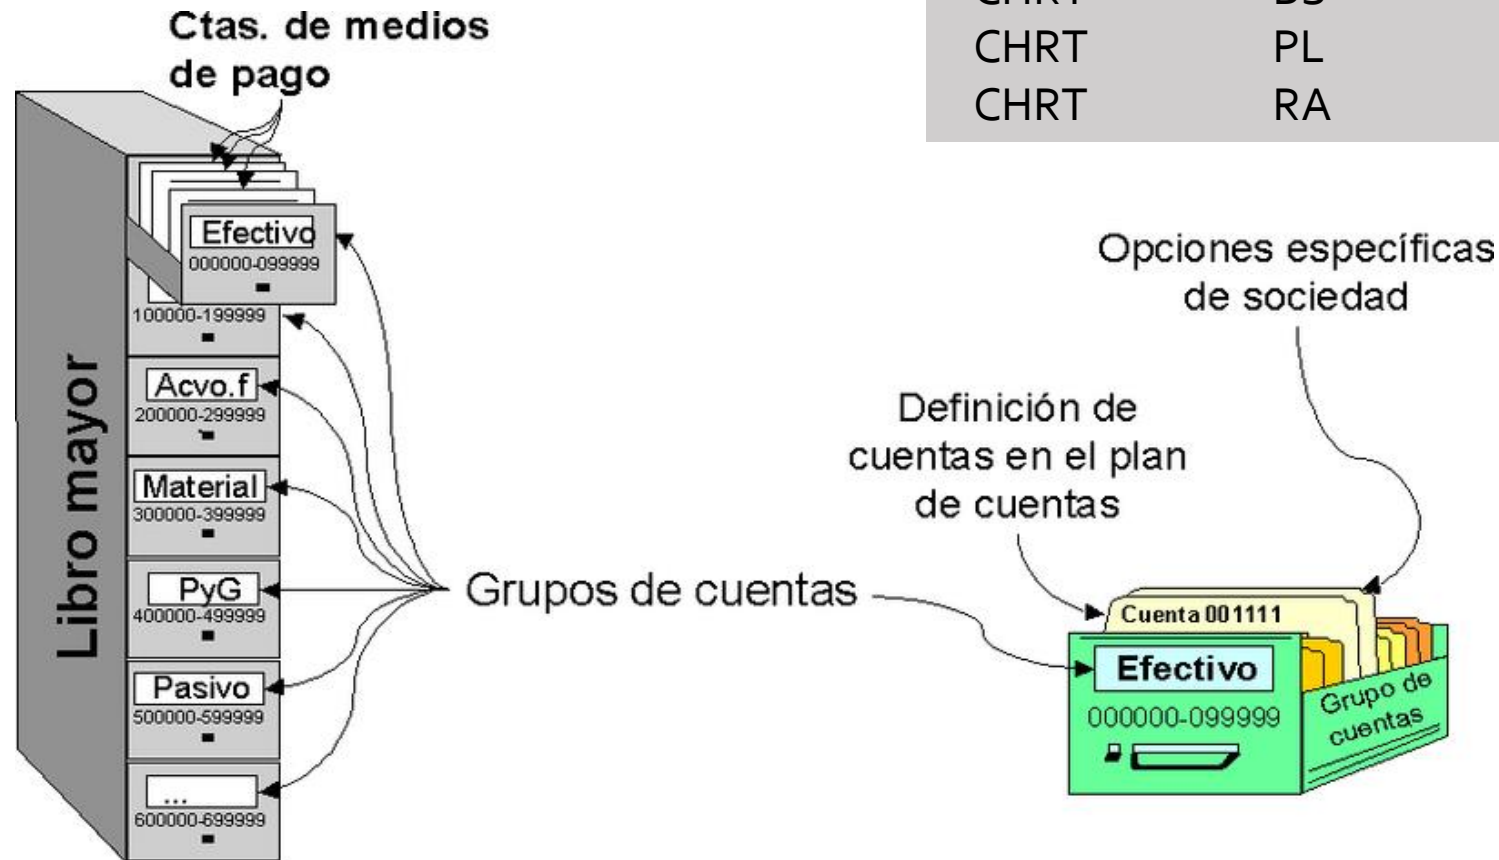 Ctas. de medios
de pago
CHRT PL
CHRT RA
Libro mayor
Efectivo
000000-099999
100000-199999
Acvo.f
200000-299999
Material
300000-399999
PyG
400000-499999
Pasivo
500000-599999
...
600000-699999
Grupos de cuentas
Opciones específicas
de sociedad
Definición de
cuentas en el plan
de cuentas
Cuenta 001111
Efectivo
000000-099999
Grupo de
cuentas